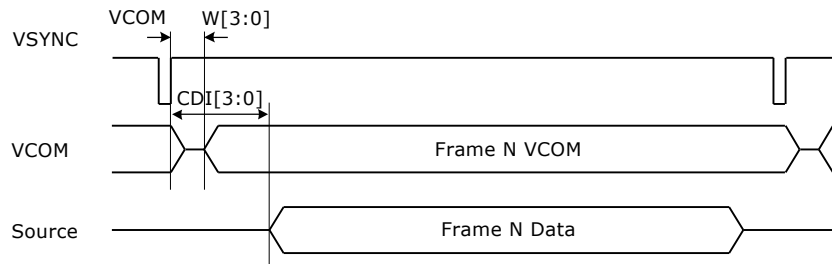 VCOM W[3:0]
VSYNC
CDI[3:0]
VCOM Frame N VCOM
Source Frame N Data